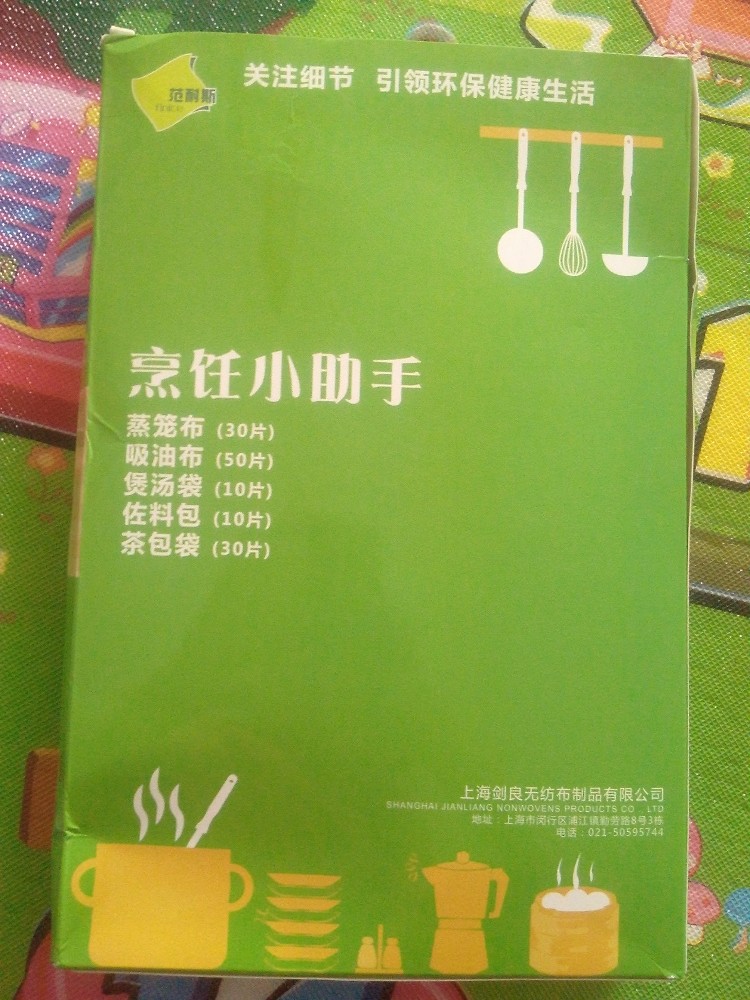 范耐斯
关注细节 引领环保健康生活
烹饪小助手
蒸笼布 (30片)
吸油布 (50片)
煲汤袋 (10片)
佐料包 (10片)
茶包袋 (30片)
上海剑良无纺布制品有限公司
SHANGHAI JIANLIANG NONWOVENS PRODUCTS CO . LTD
地址:上海市闵行区浦江镇勤劳路8号3栋
电话:021-50595744